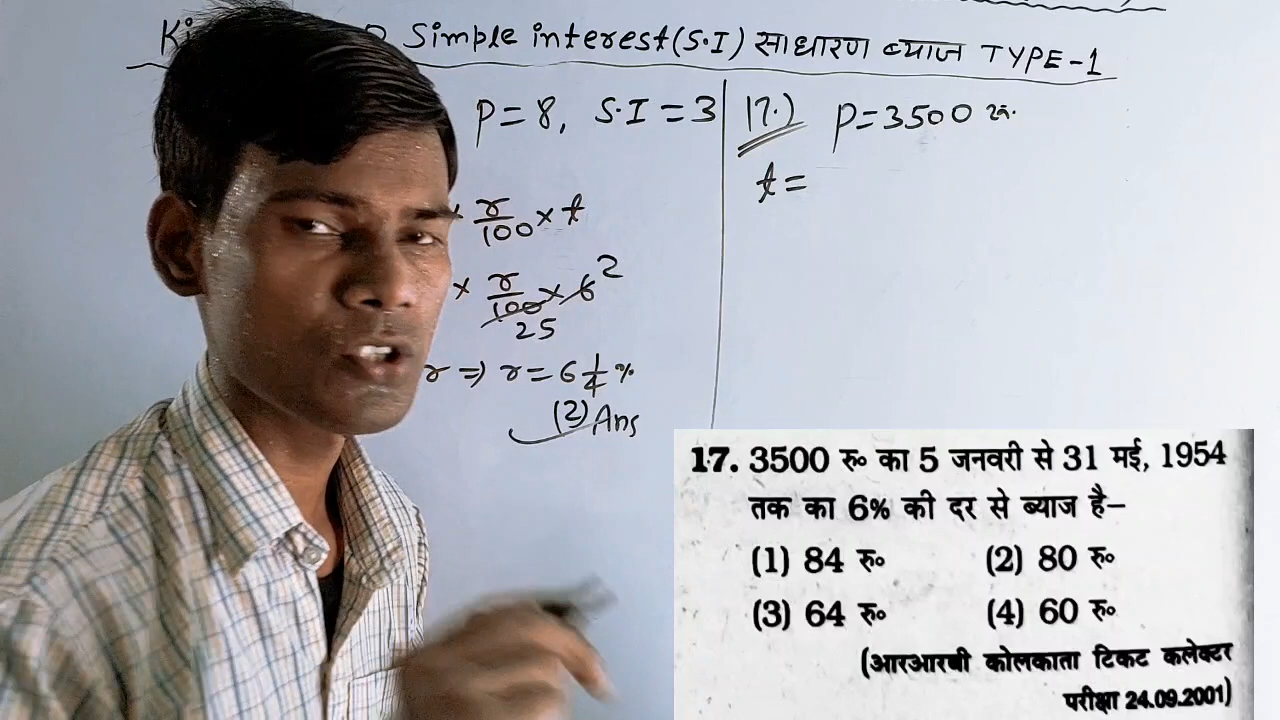 Simple interest(S.I) साधारण ब्याज TYPE-1
P=8, S.I=3
× r/100 × t
× r/100 × 6 2
25
r ⇒ r=6 1/4 %
(2) Ans
17.) P=3500 रु.
t=
17. 3500 रु० का 5 जनवरी से 31 मई, 1954
तक का 6% की दर से ब्याज है–
(1) 84 रु० (2) 80 रु०
(3) 64 रु० (4) 60 रु०
(आरआरबी कोलकाता टिकट कलेक्टर
परीक्षा 24.09.2001)